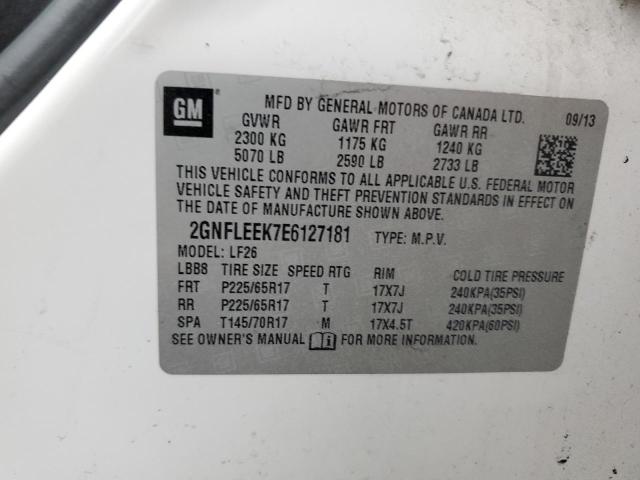 GM
MFD BY GENERAL MOTORS OF CANADA LTD. 09/13
GVWR GAWR FRT GAWR RR
2300 KG 1175 KG 1240 KG
5070 LB 2590 LB 2733 LB
THIS VEHICLE CONFORMS TO ALL APPLICABLE U.S. FEDERAL MOTOR
VEHICLE SAFETY AND THEFT PREVENTION STANDARDS IN EFFECT ON
THE DATE OF MANUFACTURE SHOWN ABOVE.
2GNFLEEK7E6127181 TYPE: M.P.V.
MODEL: LF26
LBB8 TIRE SIZE SPEED RTG RIM COLD TIRE PRESSURE
FRT P225/65R17 T 17X7J 240KPA(35PSI)
RR P225/65R17 T 17X7J 240KPA(35PSI)
SPA T145/70R17 M 17X4.5T 420KPA(60PSI)
SEE OWNER'S MANUAL FOR MORE INFORMATION.